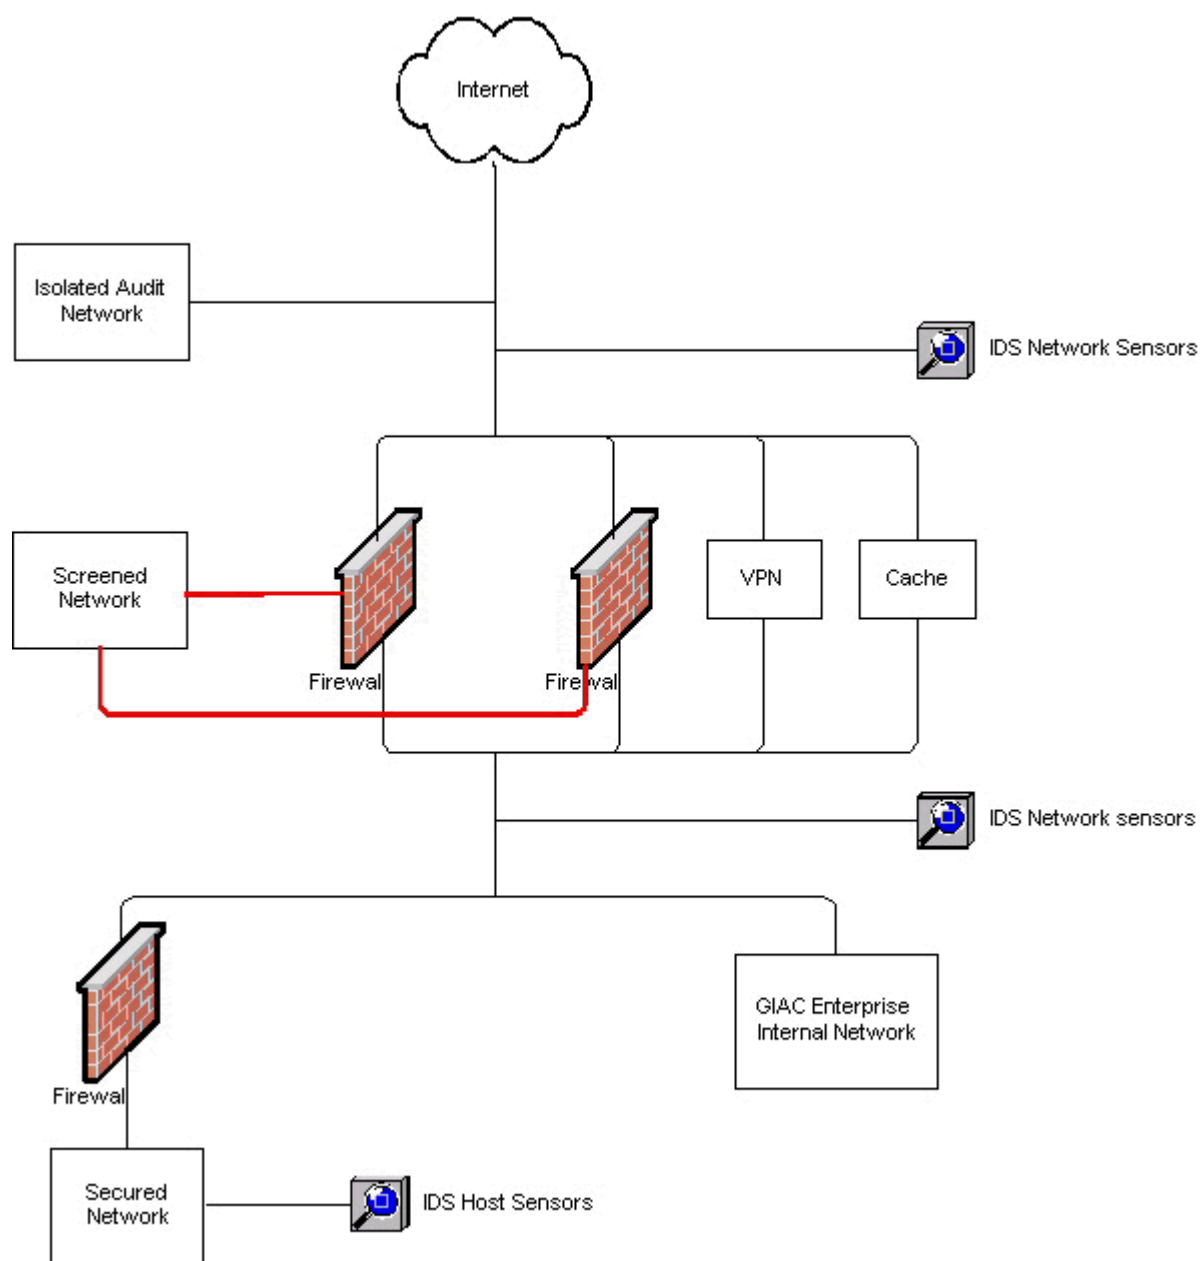 Internet
Isolated Audit
Network
IDS Network Sensors
Screened
Network
VPN
Cache
Firewal
Firewal
IDS Network sensors
GIAC Enterprise
Internal Network
Firewal
Secured
Network
IDS Host Sensors